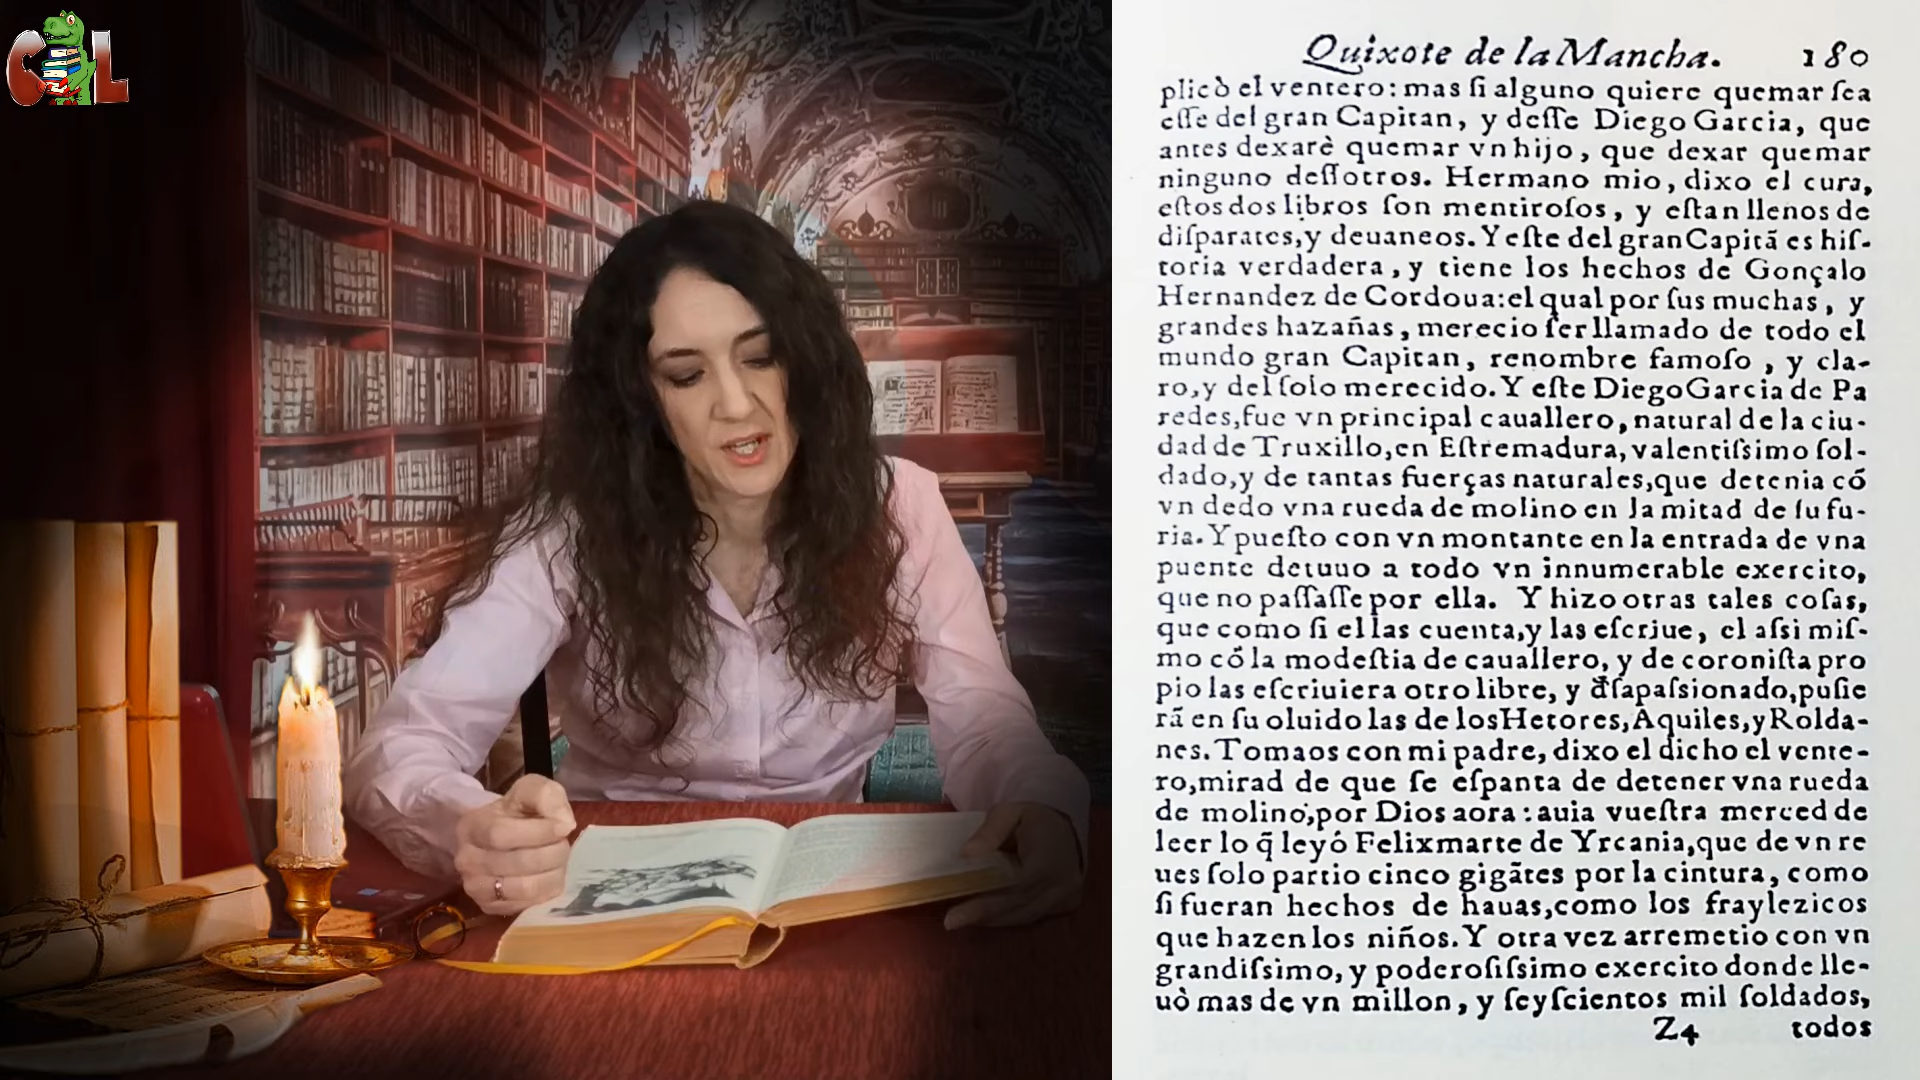 CIL
Quixote de la Mancha. 180
plicò el ventero: mas ſi alguno quiere quemar ſea
eſſe del gran Capitan, y deſſe Diego Garcia, que
antes dexarè quemar vn hijo, que dexar quemar
ninguno deſſotros. Hermano mio, dixo el cura,
eſtos dos libros ſon mentiroſos, y eſtan llenos de
diſparates, y deuaneos. Y eſte del gran Capitã es hiſ-
toria verdadera, y tiene los hechos de Gonçalo
Hernandez de Cordoua: el qual por ſus muchas, y
grandes hazañas, merecio ſer llamado de todo el
mundo gran Capitan, renombre famoſo, y cla-
ro, y del ſolo merecido. Y eſte Diego Garcia de Pa
redes, fue vn principal cauallero, natural de la ciu-
dad de Truxillo, en Eſtremadura, valentiſsimo ſol-
dado, y de tantas fuerças naturales, que detenia cõ
vn dedo vna rueda de molino en la mitad de ſu fu-
ria. Y pueſto con vn montante en la entrada de vna
puente detuuo a todo vn innumerable exercito,
que no paſſaſſe por ella. Y hizo otras tales coſas,
que como ſi el las cuenta, y las eſcriue, el aſsi miſ-
mo cõ la modeſtia de cauallero, y de coroniſta pro
pio las eſcriuiera otro libre, y d̃ſapaſsionado, puſie
rã en ſu oluido las de los Hetores, Aquiles, y Rolda-
nes. Tomaos con mi padre, dixo el dicho el vente-
ro, mirad de que ſe eſpanta de detener vna rueda
de molino, por Dios aora: auia vueſtra merced de
leer lo q̃ leyó Felixmarte de Yrcania, que de vn re
ues ſolo partio cinco gigãtes por la cintura, como
ſi fueran hechos de hauas, como los fraylezicos
que hazen los niños. Y otra vez arremetio con vn
grandiſsimo, y poderoſiſsimo exercito donde lle-
uò mas de vn millon, y ſeyſcientos mil ſoldados,
Z4 todos